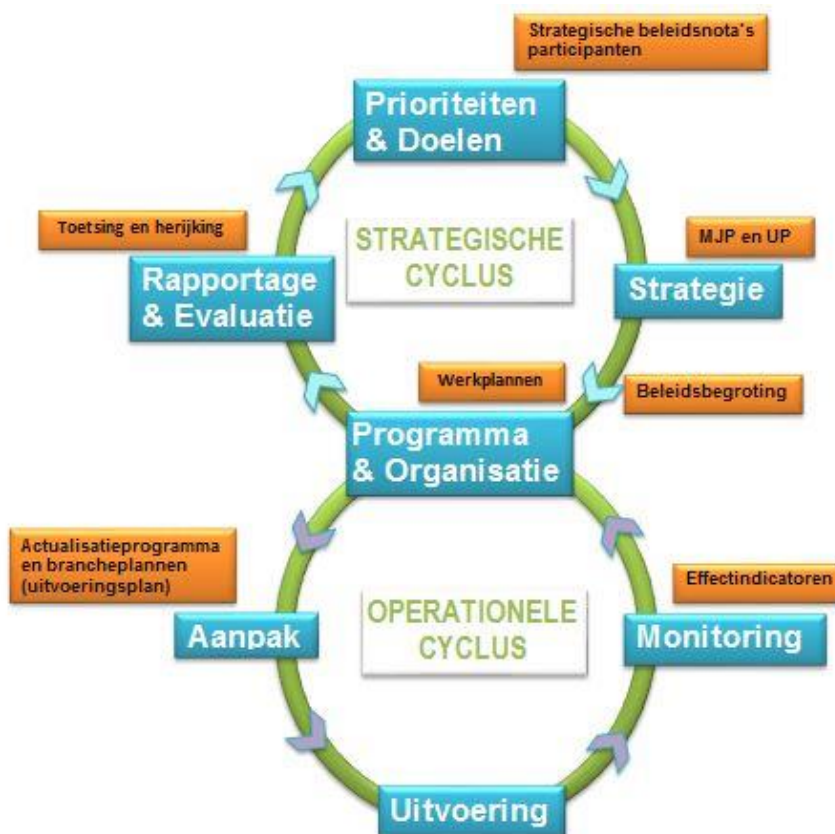 Strategische beleidsnota's
participanten
Prioriteiten
& Doelen
Toetsing en herijking
STRATEGISCHE
CYCLUS
MJP en UP
Rapportage
& Evaluatie
Strategie
Werkplannen
Beleidsbegroting
Programma
& Organisatie
Actualisatieprogramma
en brancheplannen
(uitvoeringsplan)
Effectindicatoren
OPERATIONELE
CYCLUS
Aanpak
Monitoring
Uitvoering